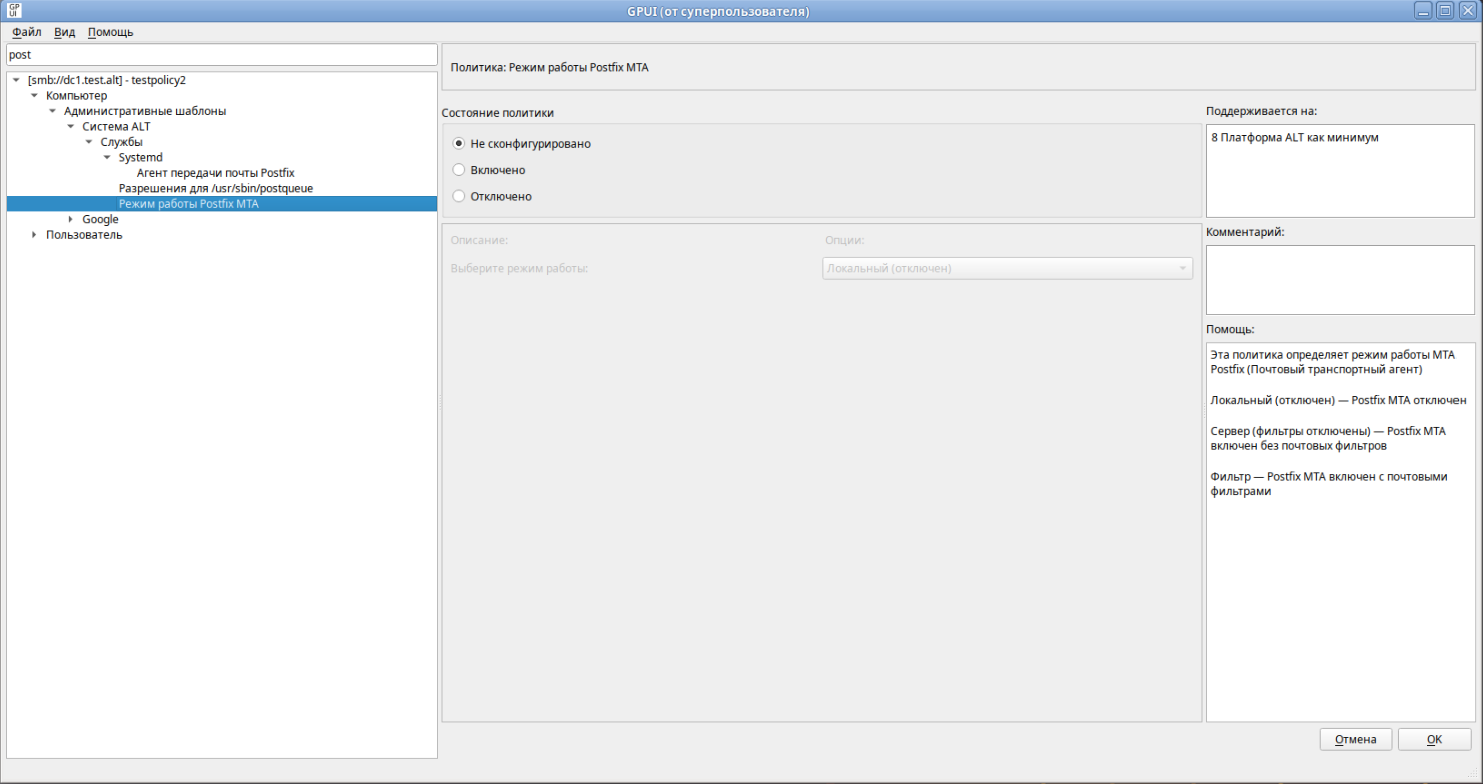 GP
UI
GPUI (от суперпользователя)
Файл Вид Помощь
post
[smb://dc1.test.alt] - testpolicy2
Компьютер
Административные шаблоны
Система ALT
Службы
Systemd
Агент передачи почты Postfix
Разрешения для /usr/sbin/postqueue
Режим работы Postfix MTA
Google
Пользователь
Политика: Режим работы Postfix MTA
Состояние политики
Не сконфигурировано
Включено
Отключено
Описание:
Опции:
Выберите режим работы:
Локальный (отключен)
Поддерживается на:
8 Платформа ALT как минимум
Комментарий:
Помощь:
Эта политика определяет режим работы MTA
Postfix (Почтовый транспортный агент)
Локальный (отключен) — Postfix MTA отключен
Сервер (фильтры отключены) — Postfix MTA
включен без почтовых фильтров
Фильтр — Postfix MTA включен с почтовыми
фильтрами
Отмена
OK